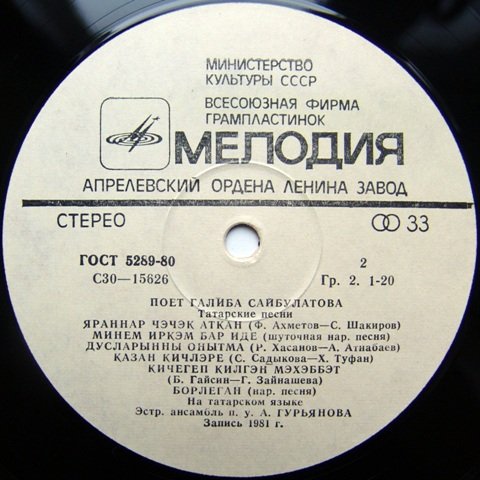 МИНИСТЕРСТВО
КУЛЬТУРЫ СССР
ВСЕСОЮЗНАЯ ФИРМА
ГРАМПЛАСТИНОК
МЕЛОДИЯ
АПРЕЛЕВСКИЙ ОРДЕНА ЛЕНИНА ЗАВОД
СТЕРЕО 33
ГОСТ 5289-80 2
С30—15626 Гр. 2. 1-20
ПОЕТ ГАЛИБА САЙБУЛАТОВА
Татарские песни
ЯРАННАР ЧЭЧЭК АТКАН (Ф. Ахметов—С. Шакиров)
МИНЕМ ИРКЭМ БАР ИДЕ (шуточная нар. песня)
ДУСЛАРЫННЫ ОНЫТМА (Р. Хасанов—А. Атнабаев)
КАЗАН КИЧЛЭРЕ (С. Садыкова—Х. Туфан)
КИЧЕГЕП КИЛГЭН МЭХЭББЭТ
(Б. Гайсин—Г. Зайнашева)
БОРЛЕГАН (нар. песня)
На татарском языке
Эстр. ансамбль п. у. А. ГУРЬЯНОВА
Запись 1981 г.